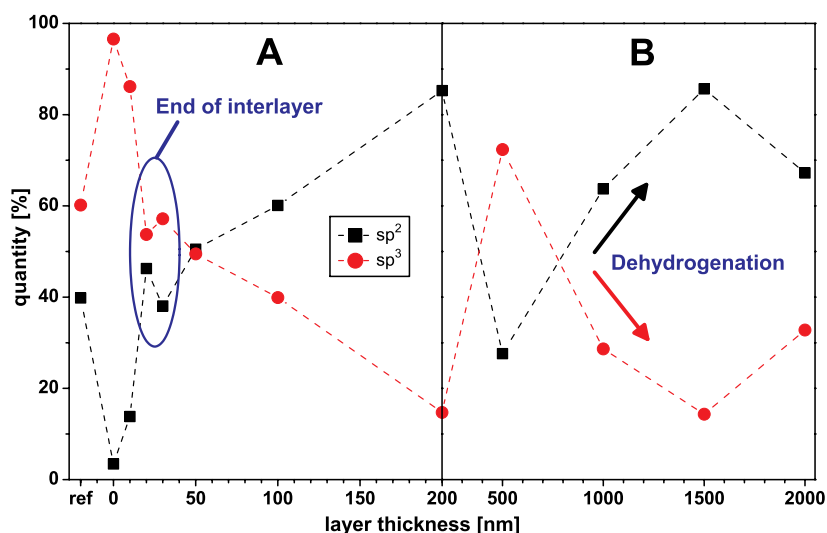 100
80
60
40
20
0
quantity [%]
A
B
End of interlayer
sp²
sp³
Dehydrogenation
ref 0 50 100 150 200 500 1000 1500 2000
layer thickness [nm]